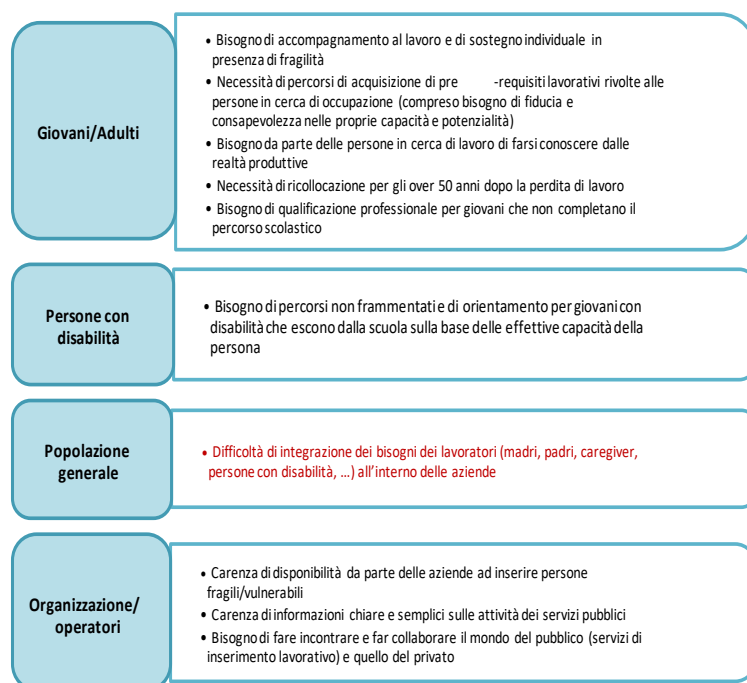 Giovani/Adulti
• Bisogno di accompagnamento al lavoro e di sostegno individuale in
presenza di fragilità
• Necessità di percorsi di acquisizione di pre -requisiti lavorativi rivolte alle
persone in cerca di occupazione (compreso bisogno di fiducia e
consapevolezza nelle proprie capacità e potenzialità)
• Bisogno da parte delle persone in cerca di lavoro di farsi conoscere dalle
realtà produttive
• Necessità di ricollocazione per gli over 50 anni dopo la perdita di lavoro
• Bisogno di qualificazione professionale per giovani che non completano il
percorso scolastico
Persone con
disabilità
• Bisogno di percorsi non frammentati e di orientamento per giovani con
disabilità che escono dalla scuola sulla base delle effettive capacità della
persona
Popolazione
generale
• Difficoltà di integrazione dei bisogni dei lavoratori (madri, padri, caregiver,
persone con disabilità, ...) all'interno delle aziende
Organizzazione/
operatori
• Carenza di disponibilità da parte delle aziende ad inserire persone
fragili/vulnerabili
• Carenza di informazioni chiare e semplici sulle attività dei servizi pubblici
• Bisogno di fare incontrare e far collaborare il mondo del pubblico (servizi di
inserimento lavorativo) e quello del privato